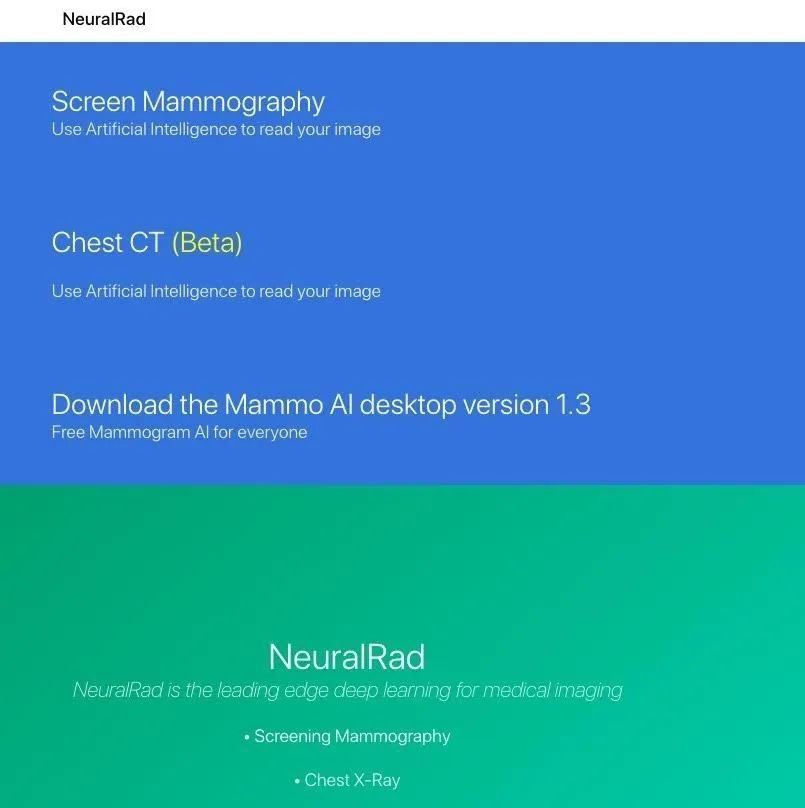 NeuralRad
Screen Mammography
Use Artificial Intelligence to read your image
Chest CT (Beta)
Use Artificial Intelligence to read your image
Download the Mammo AI desktop version 1.3
Free Mammogram AI for everyone
NeuralRad
NeuralRad is the leading edge deep learning for medical imaging
• Screening Mammography
• Chest X-Ray